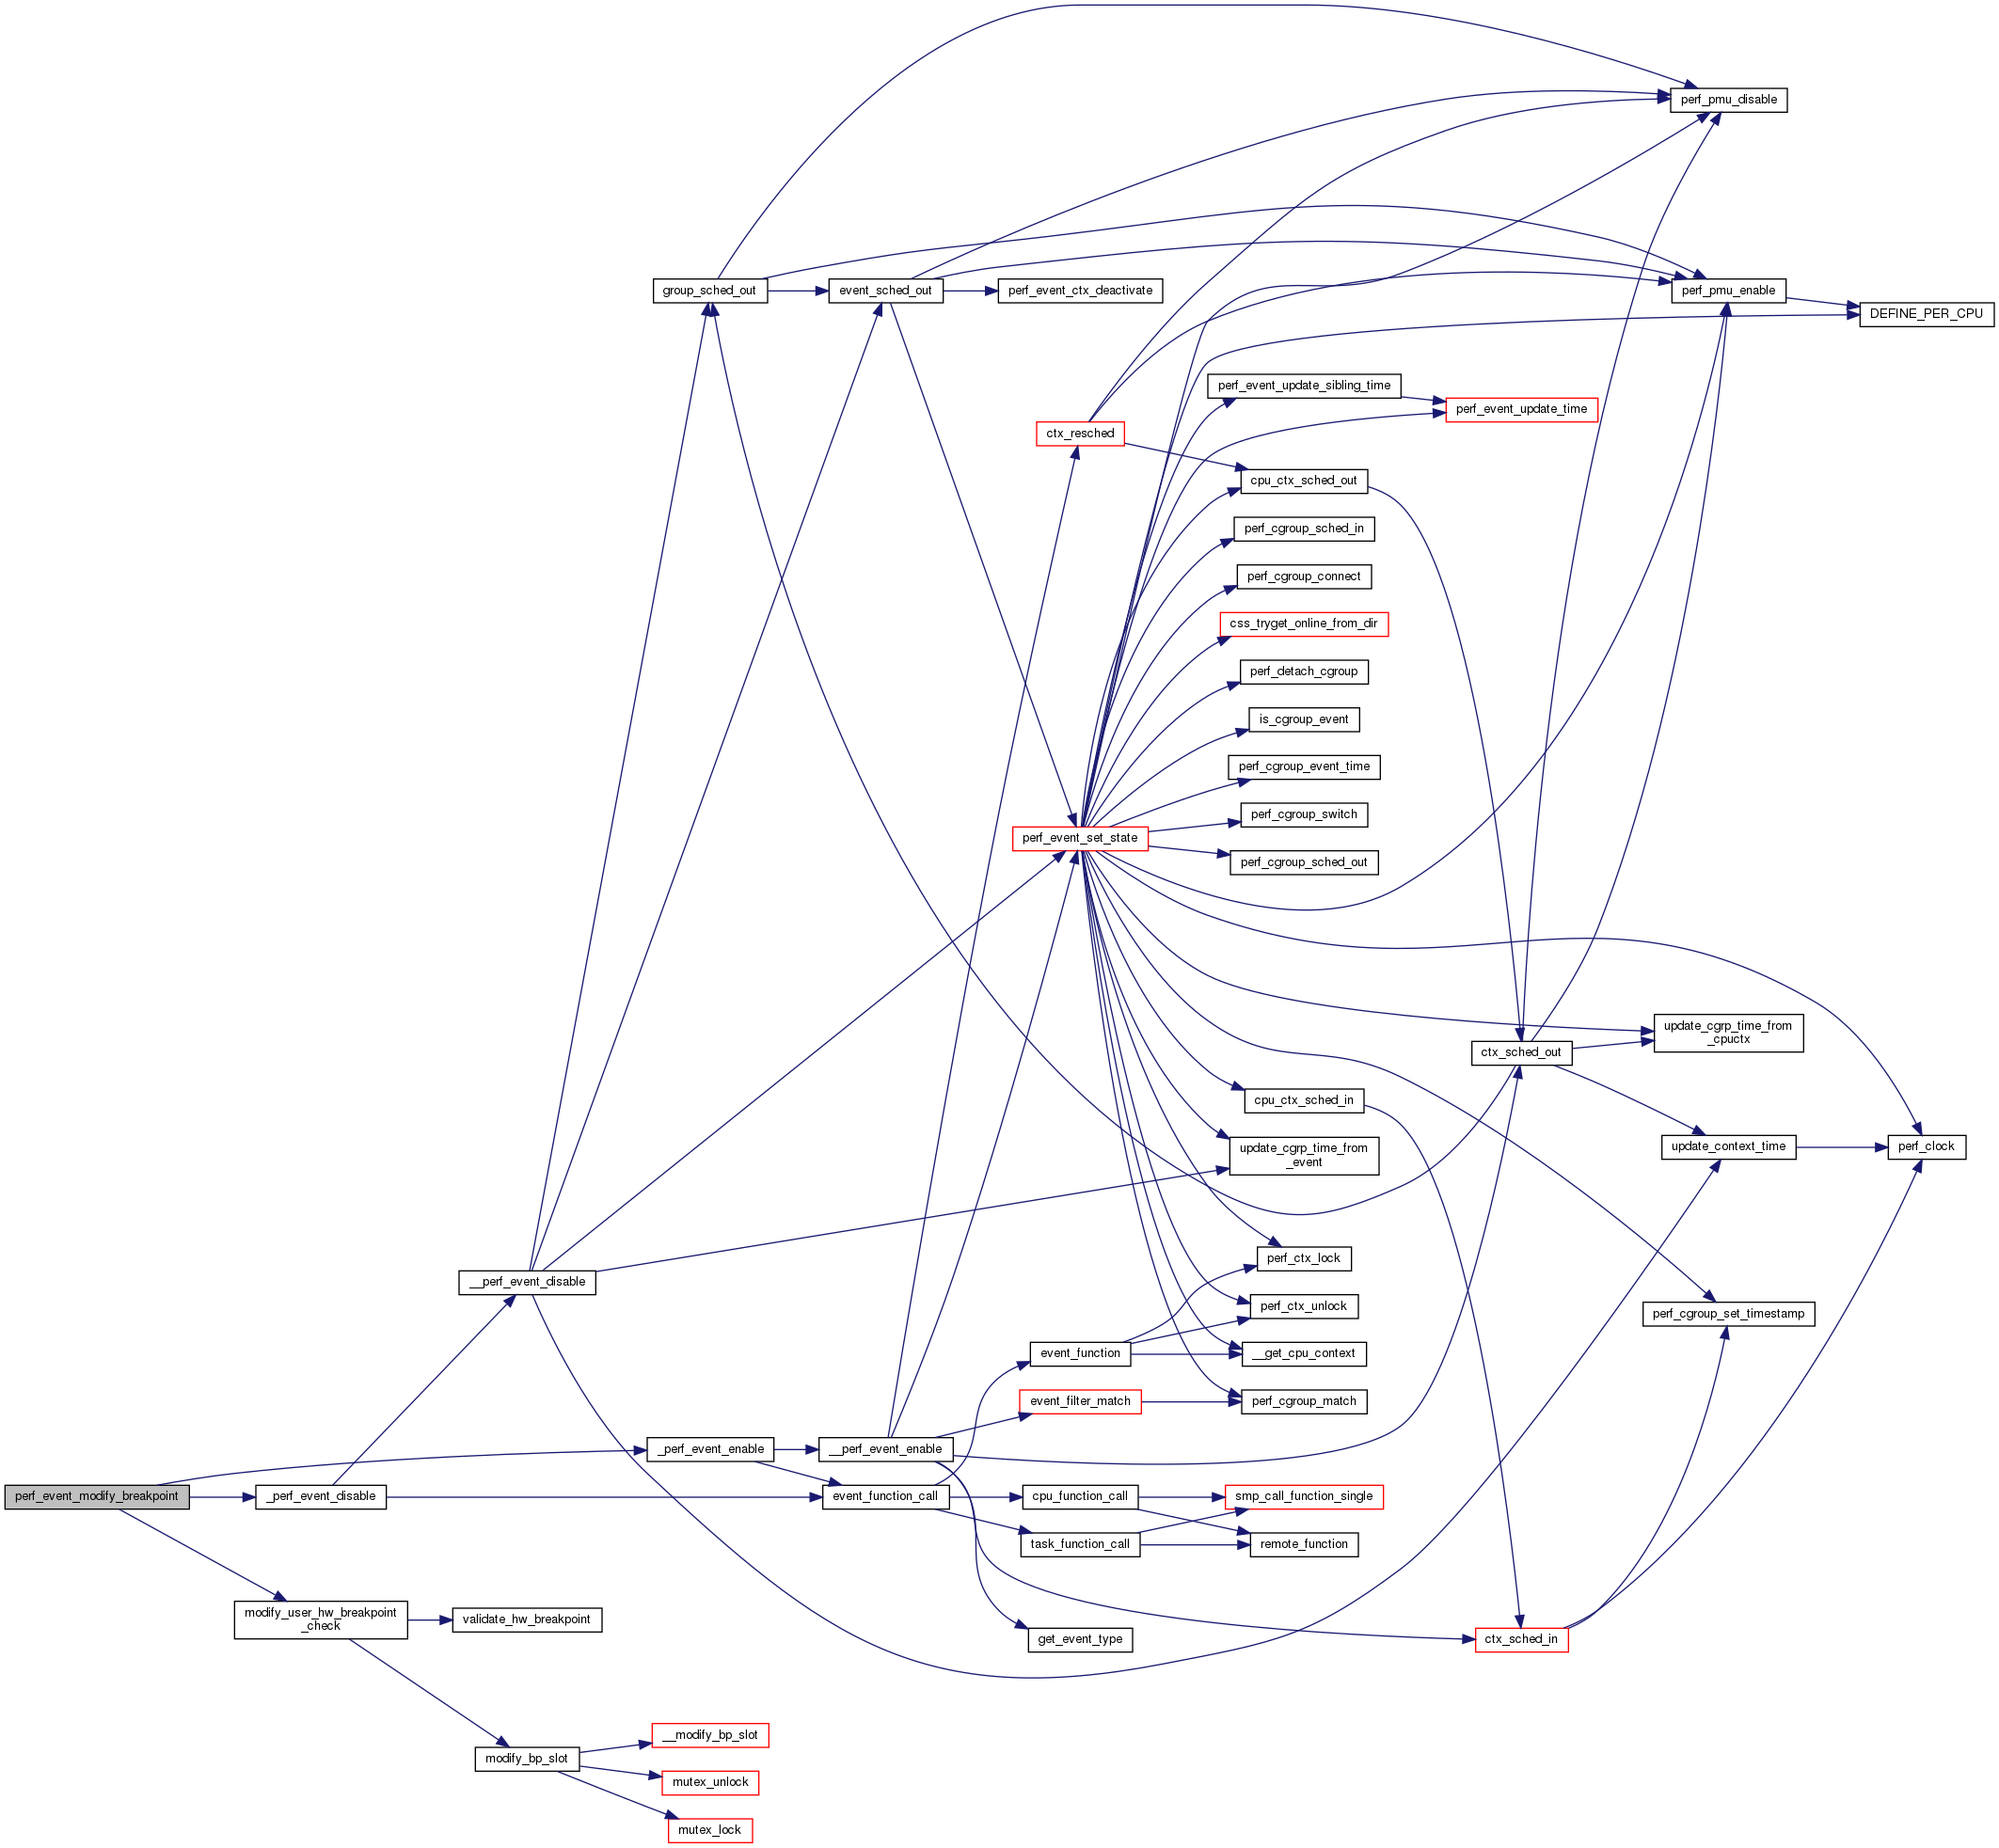 perf_pmu_disable
group_sched_out
event_sched_out
perf_event_ctx_deactivate
perf_pmu_enable
DEFINE_PER_CPU
perf_event_update_sibling_time
perf_event_update_time
ctx_resched
cpu_ctx_sched_out
perf_cgroup_sched_in
perf_cgroup_connect
css_tryget_online_from_dir
perf_detach_cgroup
is_cgroup_event
perf_cgroup_event_time
perf_cgroup_switch
perf_event_set_state
perf_cgroup_sched_out
update_cgrp_time_from
_cpuctx
ctx_sched_out
cpu_ctx_sched_in
update_cgrp_time_from
_event
update_context_time
perf_clock
perf_ctx_lock
__perf_event_disable
perf_ctx_unlock
perf_cgroup_set_timestamp
event_function
__get_cpu_context
event_filter_match
perf_cgroup_match
_perf_event_enable
__perf_event_enable
perf_event_modify_breakpoint
_perf_event_disable
event_function_call
cpu_function_call
smp_call_function_single
task_function_call
remote_function
modify_user_hw_breakpoint
_check
validate_hw_breakpoint
get_event_type
ctx_sched_in
__modify_bp_slot
modify_bp_slot
mutex_unlock
mutex_lock